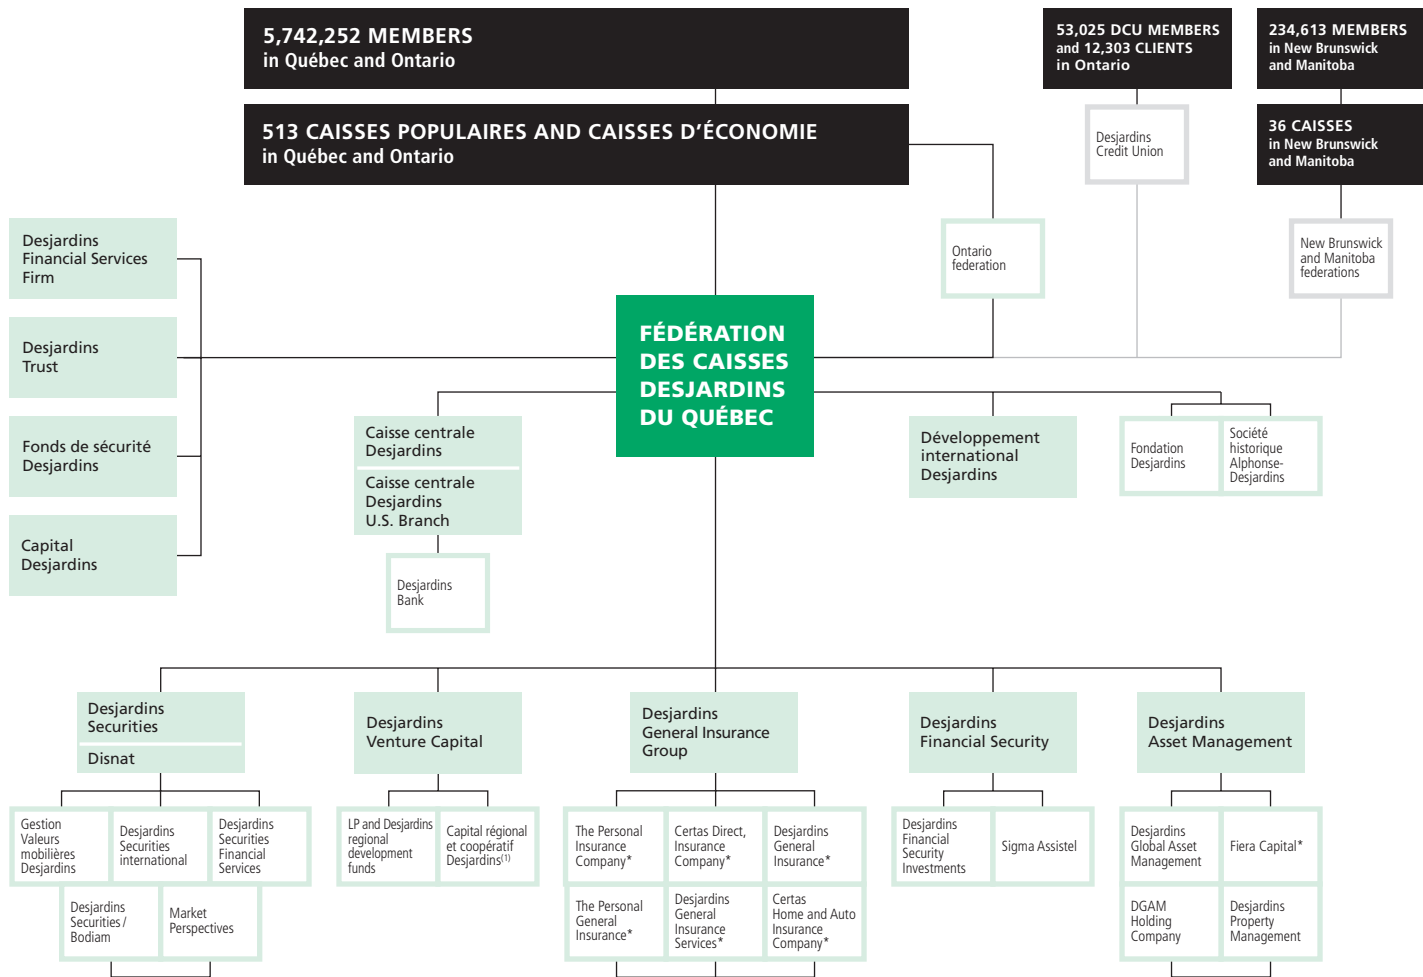 5,742,252 MEMBERS
in Québec and Ontario
53,025 DCU MEMBERS
and 12,303 CLIENTS
in Ontario
234,613 MEMBERS
in New Brunswick
and Manitoba
513 CAISSES POPULAIRES AND CAISSES D'ÉCONOMIE
in Québec and Ontario
Desjardins
Credit Union
36 CAISSES
in New Brunswick
and Manitoba
Desjardins
Financial Services
Firm
Ontario
federation
New Brunswick
and Manitoba
federations
Desjardins
Trust
FÉDÉRATION
DES CAISSES
DESJARDINS
DU QUÉBEC
Fonds de sécurité
Desjardins
Caisse centrale
Desjardins
Caisse centrale
Desjardins
U.S. Branch
Développement
international
Desjardins
Fondation
Desjardins
Société
historique
Alphonse-
Desjardins
Capital
Desjardins
Desjardins
Bank
Desjardins
Securities
Disnat
Desjardins
Venture Capital
Desjardins
General Insurance
Group
Desjardins
Financial Security
Desjardins
Asset Management
Gestion
Valeurs
mobilières
Desjardins
Desjardins
Securities
international
Desjardins
Securities
Financial
Services
LP and Desjardins
regional
development
funds
Capital régional
et coopératif
Desjardins(1)
The Personal
Insurance
Company*
Certas Direct,
Insurance
Company*
Desjardins
General
Insurance*
Desjardins
Financial
Security
Investments
Sigma Assistel
Desjardins
Global Asset
Management
Fiera Capital*
Desjardins
Securities /
Bodiam
Market
Perspectives
The Personal
General
Insurance*
Desjardins
General
Insurance
Services*
Certas
Home and Auto
Insurance
Company*
DGAM
Holding
Company
Desjardins
Property
Management